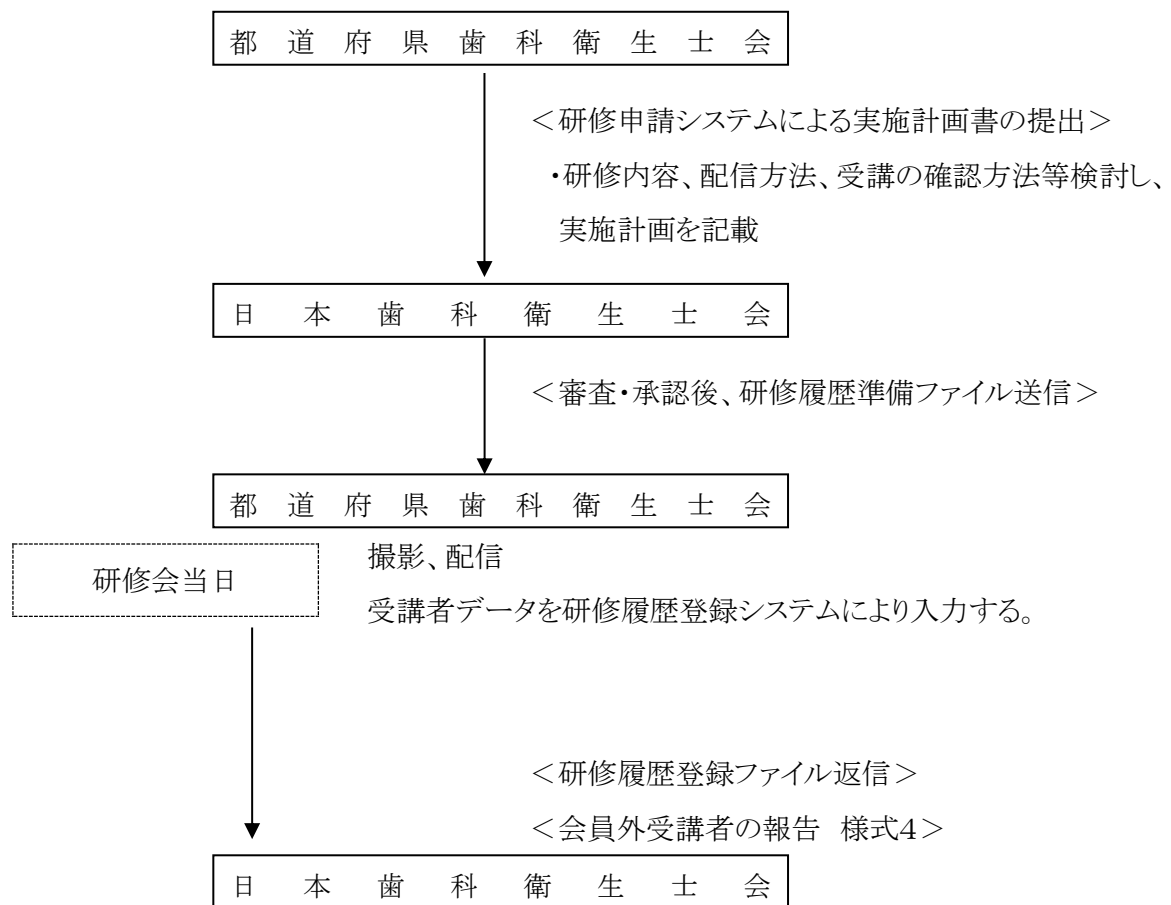 都道府県歯科衛生士会
＜研修申請システムによる実施計画書の提出＞
・研修内容、配信方法、受講の確認方法等検討し、
実施計画を記載
日本歯科衛生士会
＜審査・承認後、研修履歴準備ファイル送信＞
都道府県歯科衛生士会
研修会当日
撮影、配信
受講者データを研修履歴登録システムにより入力する。
＜研修履歴登録ファイル返信＞
＜会員外受講者の報告　様式４＞
日本歯科衛生士会